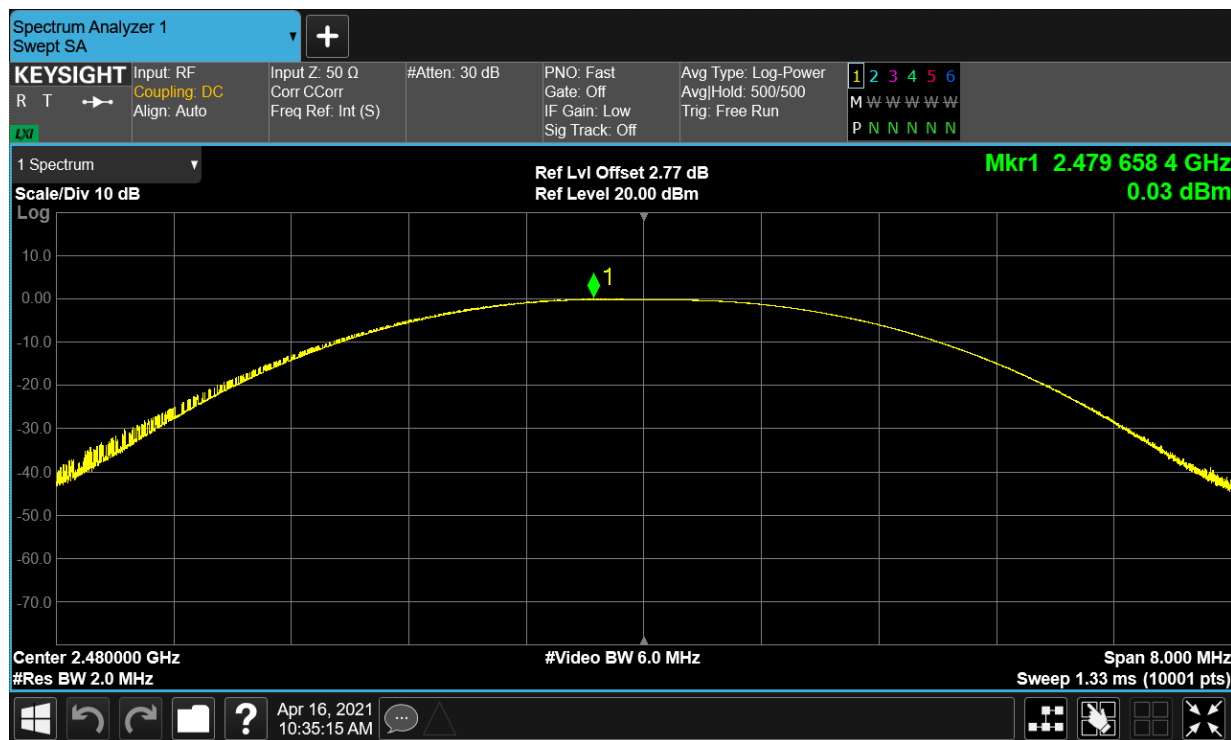 Spectrum Analyzer 1
Swept SA
KEYSIGHT
R T
LXI
Input: RF
Coupling: DC
Align: Auto
Input Z: 50 Ω
Corr CCorr
Freq Ref: Int (S)
#Atten: 30 dB
PNO: Fast
Gate: Off
IF Gain: Low
Sig Track: Off
Avg Type: Log-Power
Avg|Hold: 500/500
Trig: Free Run
1 2 3 4 5 6
M W W W W W
P N N N N N
1 Spectrum
Scale/Div 10 dB
Log
Ref Lvl Offset 2.77 dB
Ref Level 20.00 dBm
Mkr1 2.479 658 4 GHz
0.03 dBm
10.0
0.00
-10.0
-20.0
-30.0
-40.0
-50.0
-60.0
-70.0
1
Center 2.480000 GHz
#Res BW 2.0 MHz
#Video BW 6.0 MHz
Span 8.000 MHz
Sweep 1.33 ms (10001 pts)
?
Apr 16, 2021
10:35:15 AM